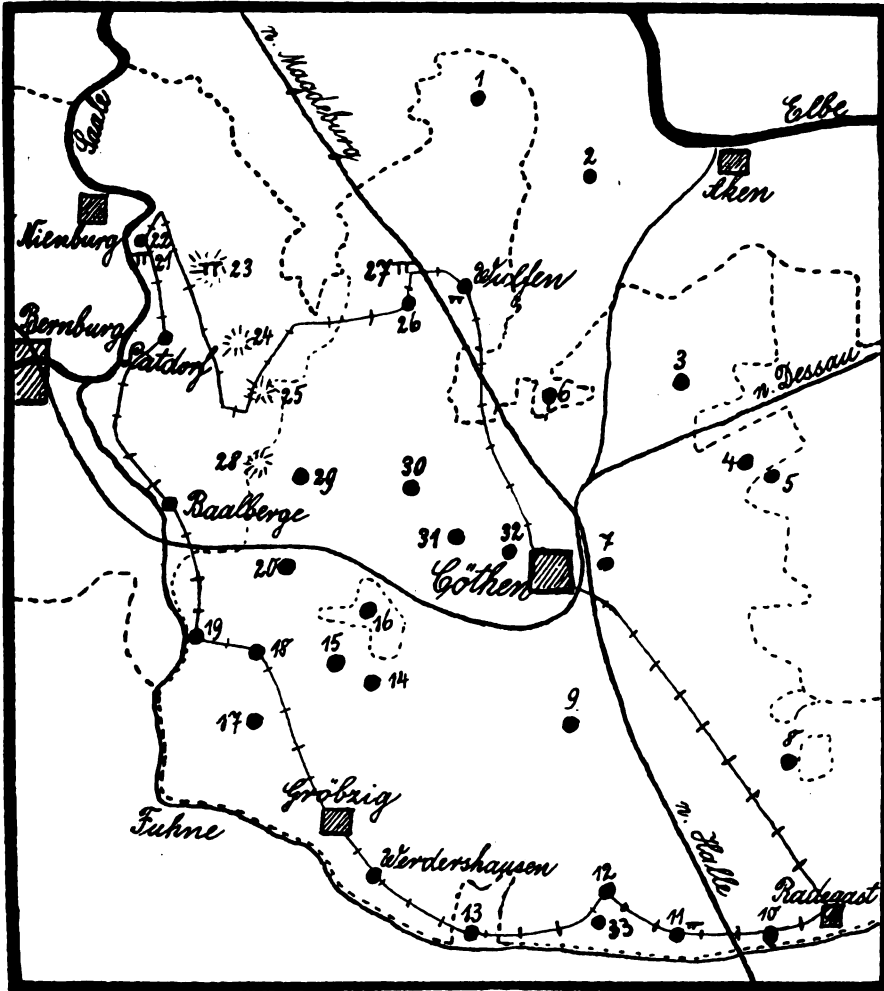 n. Magdeburg
1
Saale
Elbe
2
Aken
Nienburg
22
21
23
27
Wulfen
26
Bernburg
24
Latdorf
25
6
3
n. Dessau
28
29
30
4
5
Baalberge
31
32
7
20
Cöthen
16
19
18
15
14
17
9
8
Gröbzig
Fuhne
n. Halle
Werdershausen
12
Radegast
13
33
11
10